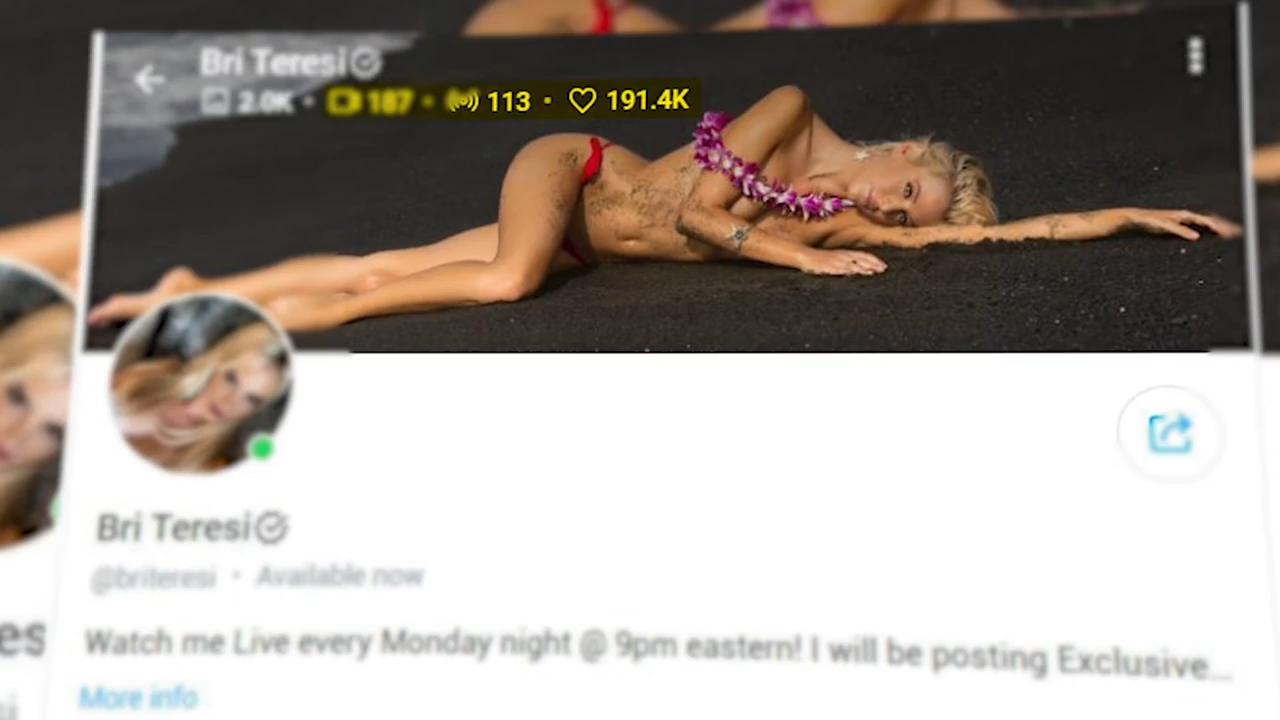 Bri Teresi
2.0K • 187 • 113 • 191.4K
Bri Teresi
@briteresi • Available now
Watch me Live every Monday night @ 9pm eastern! I will be posting Exclusive...
More info
es
si